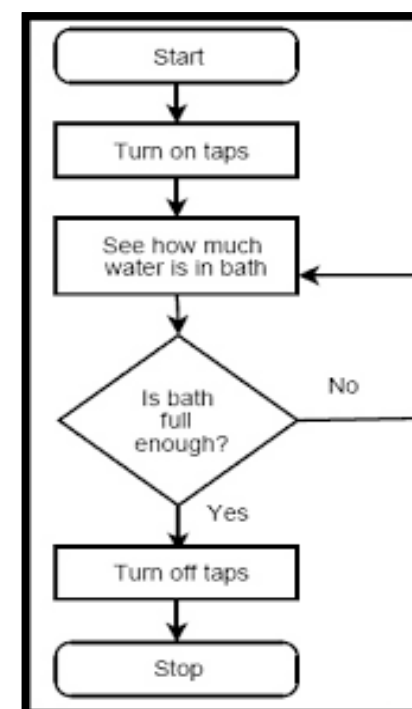 Start
Turn on taps
See how much
water is in bath
Is bath
full
enough?
No
Yes
Turn off taps
Stop